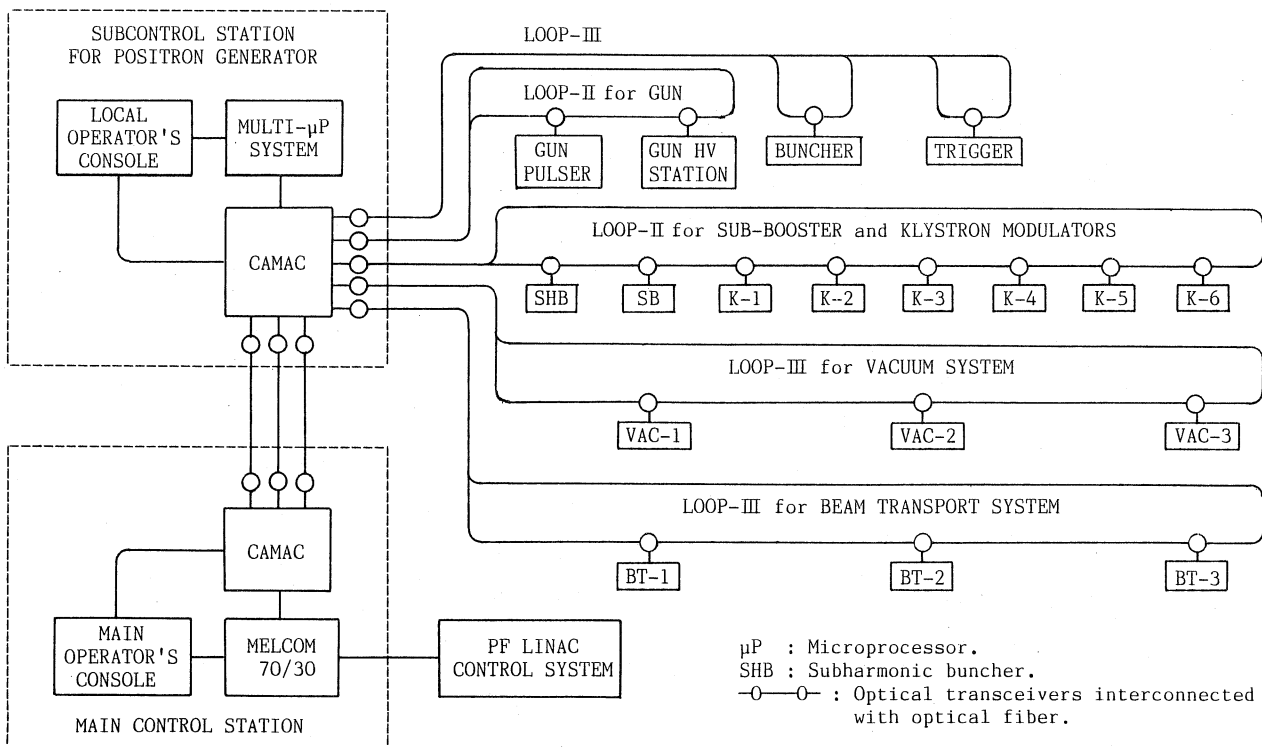 SUBCONTROL STATION
FOR POSITRON GENERATOR
LOCAL
OPERATOR'S
CONSOLE
MULTI-μP
SYSTEM
CAMAC
LOOP-III
LOOP-II for GUN
GUN
PULSER
GUN HV
STATION
BUNCHER
TRIGGER
LOOP-II for SUB-BOOSTER and KLYSTRON MODULATORS
SHB
SB
K-1
K-2
K-3
K-4
K-5
K-6
LOOP-III for VACUUM SYSTEM
VAC-1
VAC-2
VAC-3
LOOP-III for BEAM TRANSPORT SYSTEM
BT-1
BT-2
BT-3
CAMAC
MAIN
OPERATOR'S
CONSOLE
MELCOM
70/30
PF LINAC
CONTROL SYSTEM
MAIN CONTROL STATION
μP : Microprocessor.
SHB : Subharmonic buncher.
: Optical transceivers interconnected
with optical fiber.